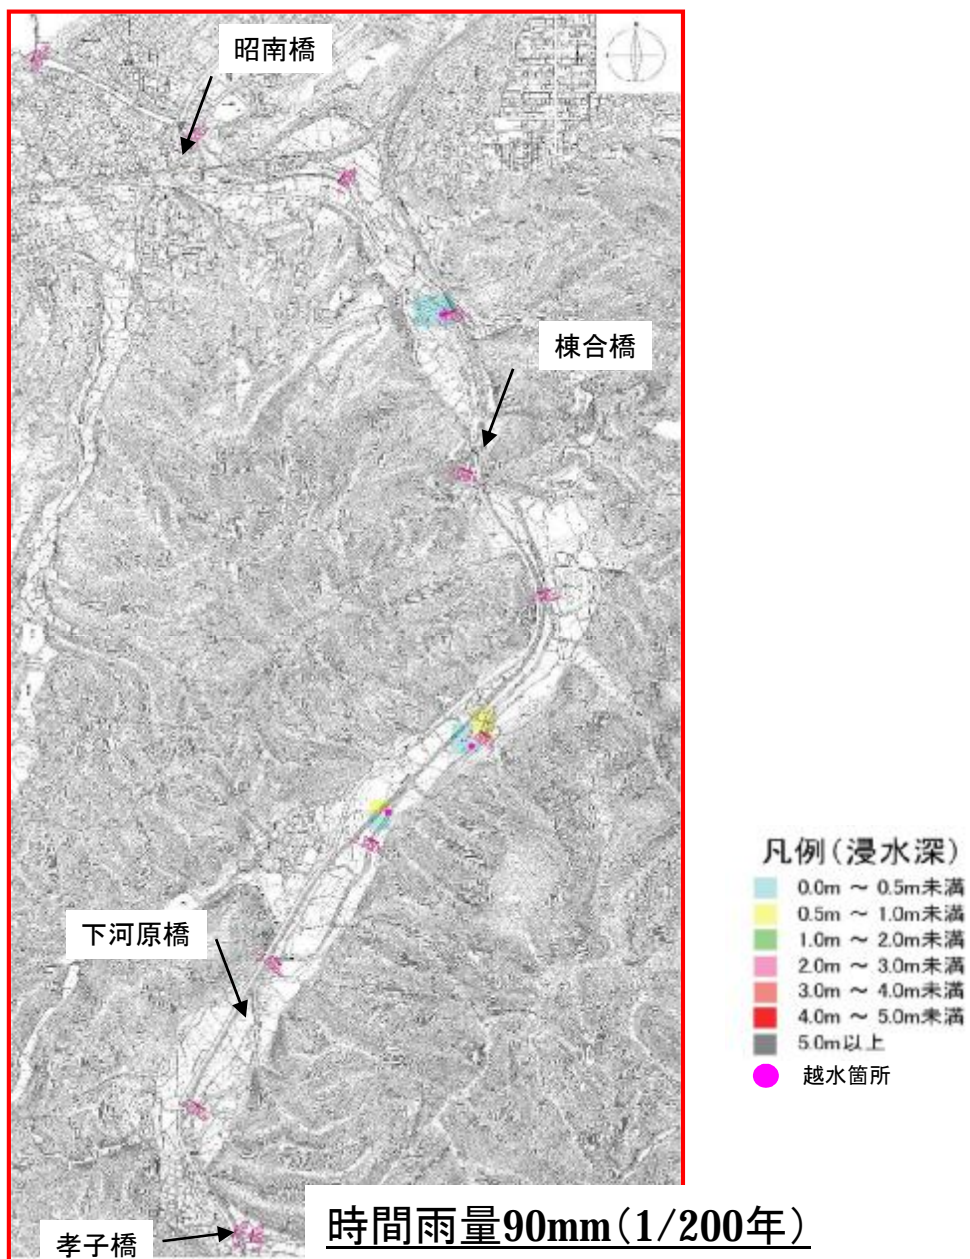 昭南橋
棟合橋
下河原橋
孝子橋
時間雨量90mm(1/200年)
凡例(浸水深)
0.0m ～ 0.5m未満
0.5m ～ 1.0m未満
1.0m ～ 2.0m未満
2.0m ～ 3.0m未満
3.0m ～ 4.0m未満
4.0m ～ 5.0m未満
5.0m以上
越水箇所